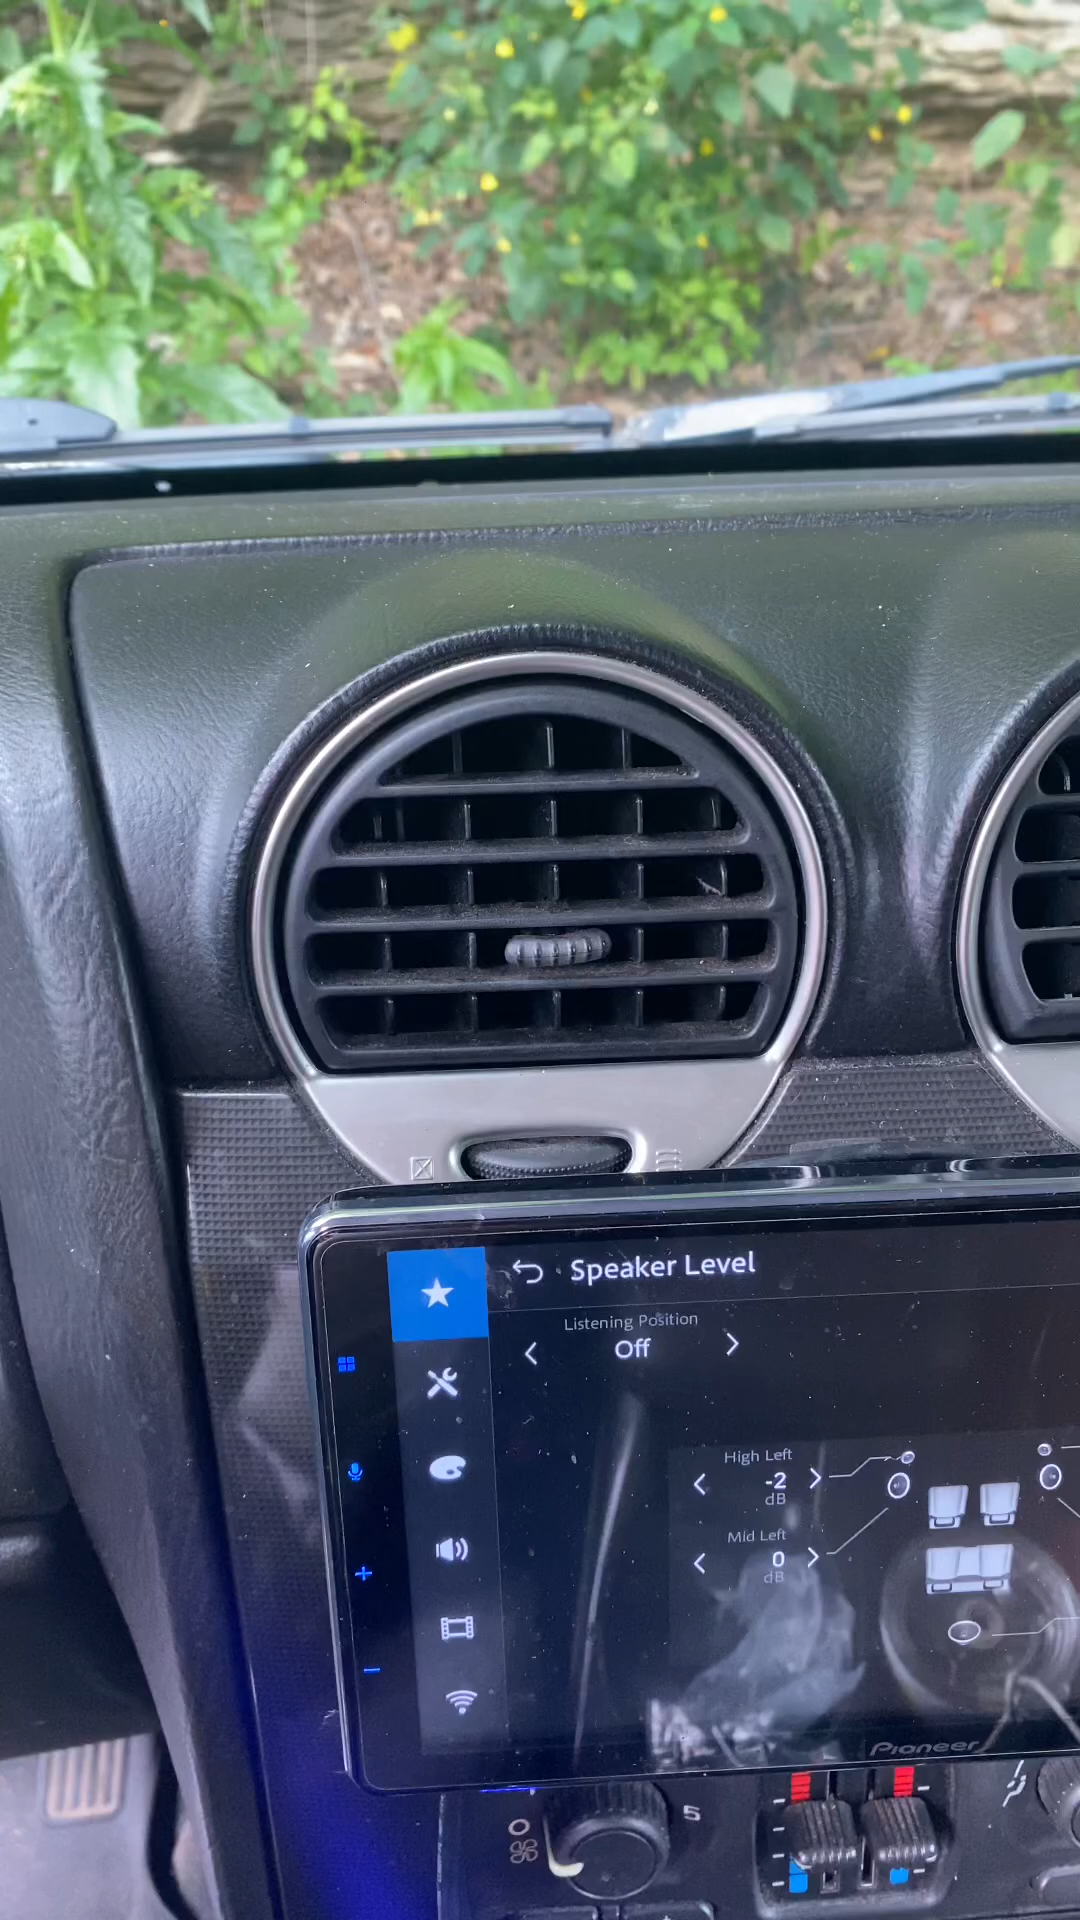 Speaker Level
Listening Position
Off
High Left
-2
dB
Mid Left
0
dB
Pioneer
5